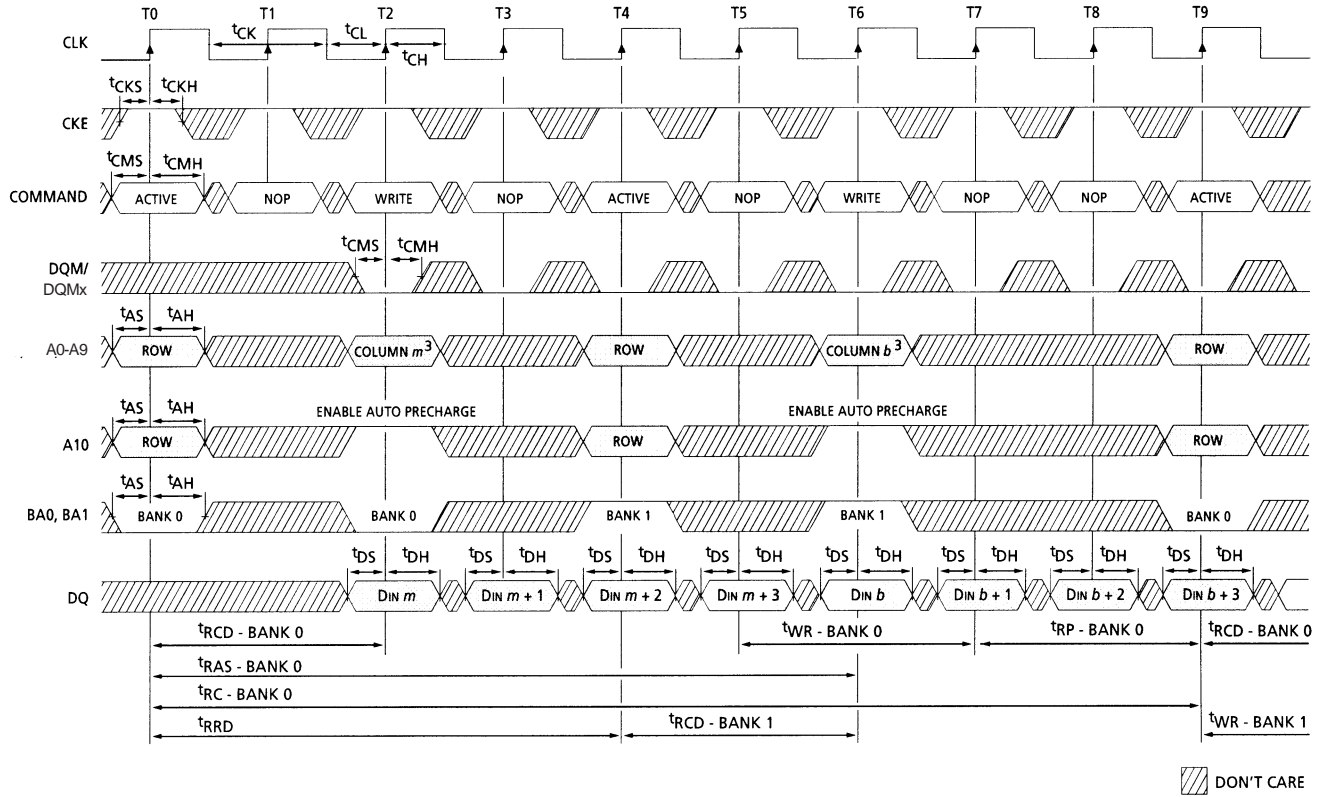 T0 T1 T2 T3 T4 T5 T6 T7 T8 T9
CLK tCK tCL tCH
tCKS tCKH
CKE
tCMS tCMH
COMMAND ACTIVE NOP WRITE NOP ACTIVE NOP WRITE NOP NOP ACTIVE
tCMS tCMH
DQM/
DQMx
tAS tAH
A0-A9 ROW COLUMN m3 ROW COLUMN b3 ROW
tAS tAH ENABLE AUTO PRECHARGE ENABLE AUTO PRECHARGE
A10 ROW ROW ROW
tAS tAH
BA0, BA1 BANK 0 BANK 0 BANK 1 BANK 1 BANK 0
tDS tDH tDS tDH tDS tDH tDS tDH tDS tDH tDS tDH tDS tDH tDS tDH
DQ DIN m DIN m + 1 DIN m + 2 DIN m + 3 DIN b DIN b + 1 DIN b + 2 DIN b + 3
tRCD - BANK 0 tWR - BANK 0 tRP - BANK 0 tRCD - BANK 0
tRAS - BANK 0
tRC - BANK 0
tRRD tRCD - BANK 1 tWR - BANK 1
DON'T CARE